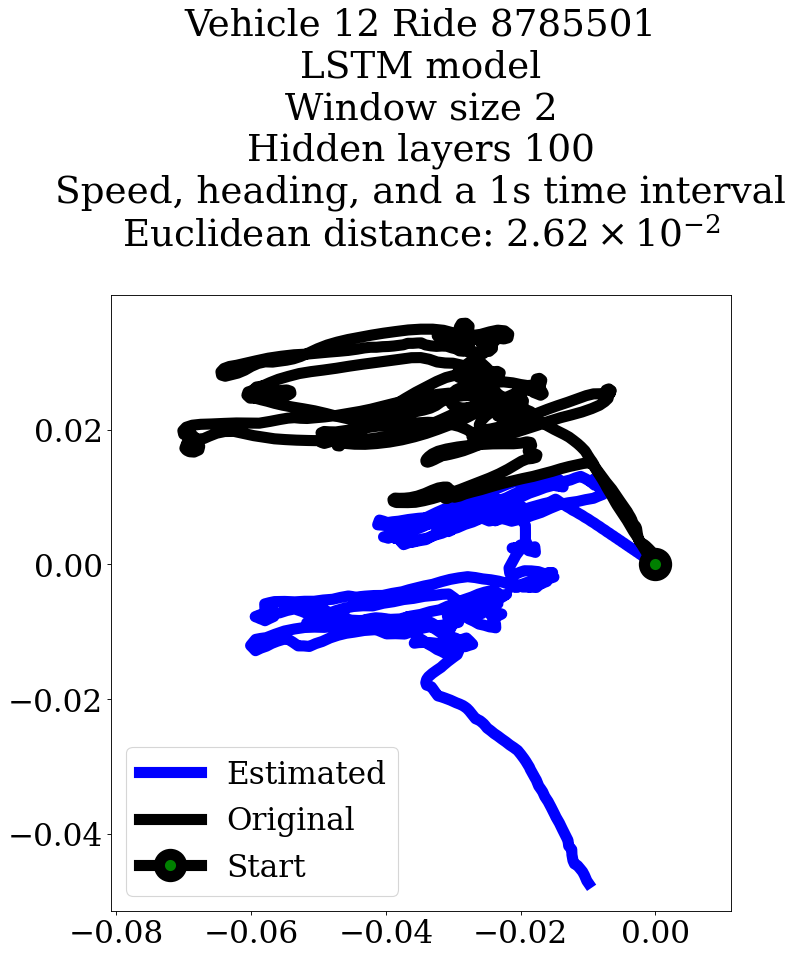 Vehicle 12 Ride 8785501
LSTM model
Window size 2
Hidden layers 100
Speed, heading, and a 1s time interval
Euclidean distance: 2.62 × 10⁻²
0.02
0.00
−0.02
−0.04
Estimated
Original
Start
−0.08 −0.06 −0.04 −0.02 0.00